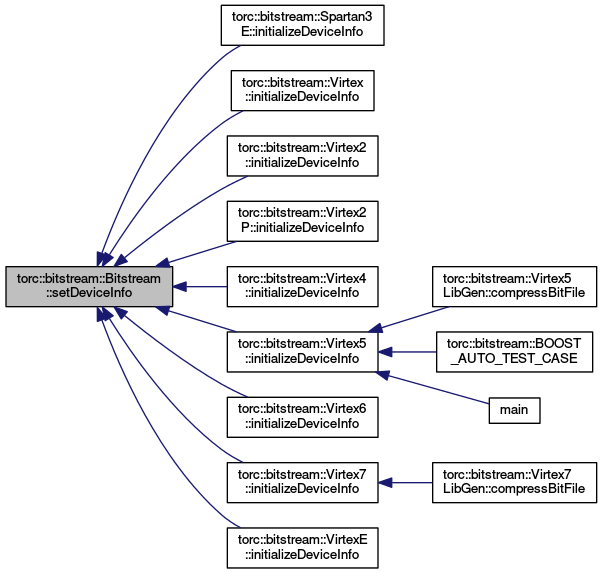 torc::bitstream::Spartan3
E::initializeDeviceInfo
torc::bitstream::Virtex
::initializeDeviceInfo
torc::bitstream::Virtex2
::initializeDeviceInfo
torc::bitstream::Virtex2
P::initializeDeviceInfo
torc::bitstream::Bitstream
::setDeviceInfo
torc::bitstream::Virtex4
::initializeDeviceInfo
torc::bitstream::Virtex5
LibGen::compressBitFile
torc::bitstream::Virtex5
::initializeDeviceInfo
torc::bitstream::BOOST
_AUTO_TEST_CASE
torc::bitstream::Virtex6
::initializeDeviceInfo
main
torc::bitstream::Virtex7
::initializeDeviceInfo
torc::bitstream::Virtex7
LibGen::compressBitFile
torc::bitstream::VirtexE
::initializeDeviceInfo